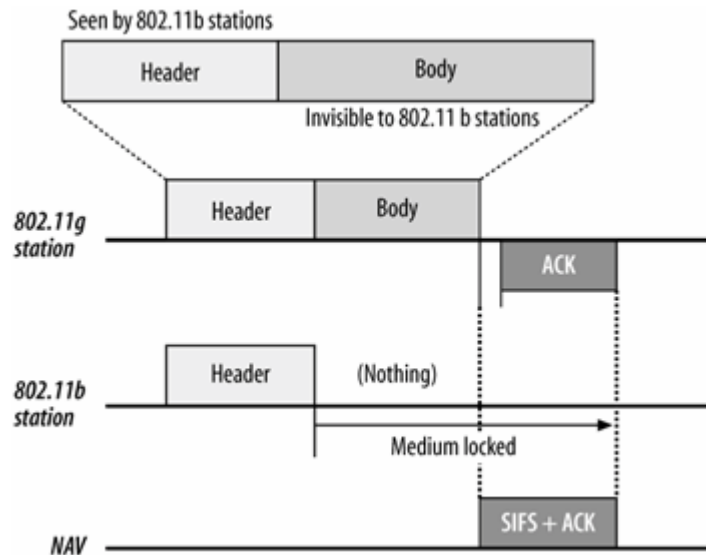 Seen by 802.11b stations
Header
Body
Invisible to 802.11 b stations
802.11g
station
Header
Body
ACK
802.11b
station
Header
(Nothing)
Medium locked
NAV
SIFS + ACK